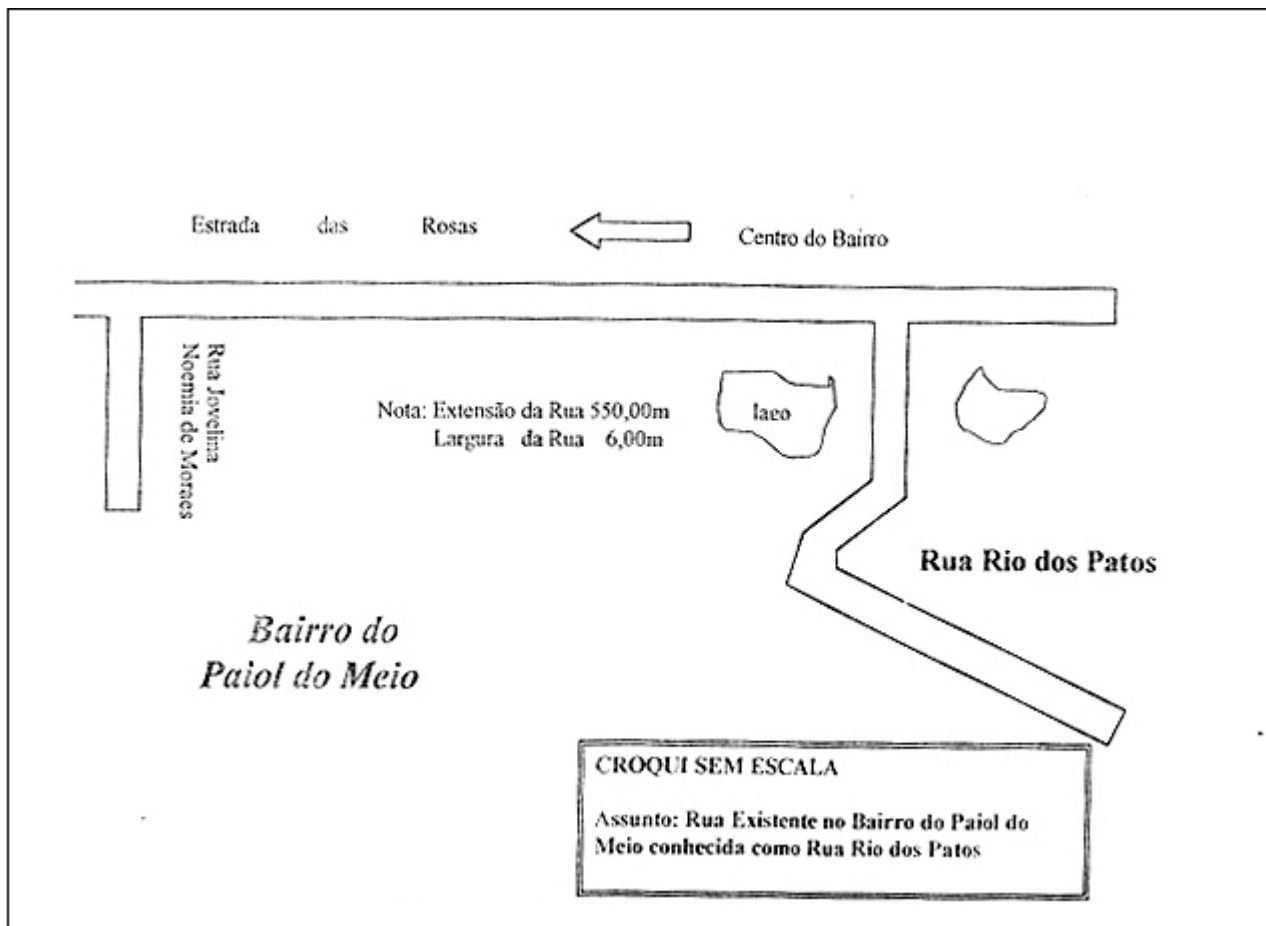 Estrada das Rosas
Centro do Bairro
Rua Jovelina
Noemia de Moraes
Nota: Extensão da Rua 550,00m
Largura da Rua 6,00m
laeo
Rua Rio dos Patos
Bairro do
Paiol do Meio
CROQUI SEM ESCALA
Assunto: Rua Existente no Bairro do Paiol do
Meio conhecida como Rua Rio dos Patos